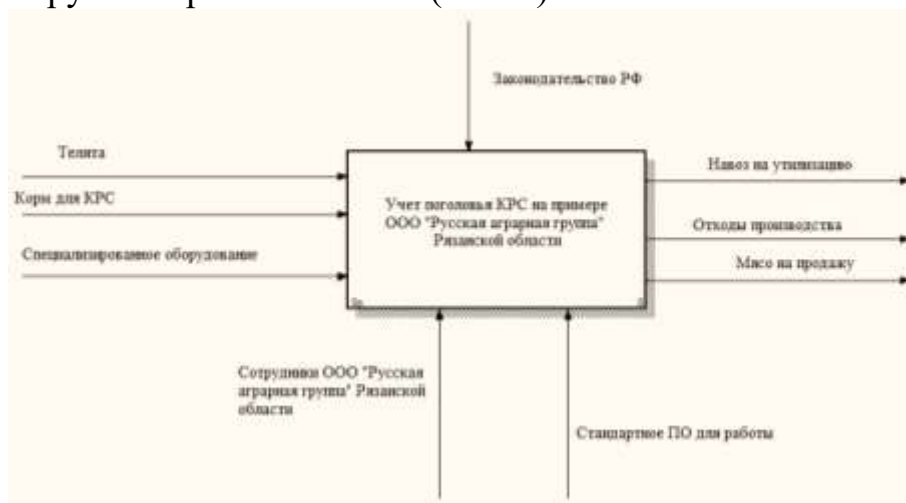 Законодательство РФ
Телята
Корм для КРС
Специализированное оборудование
Учет поголовья КРС на примере
ООО "Русская аграрная группа"
Рязанской области
Навоз на утилизацию
Отходы производства
Мясо на продажу
Сотрудники ООО "Русская
аграрная группа" Рязанской
области
Стандартное ПО для работы